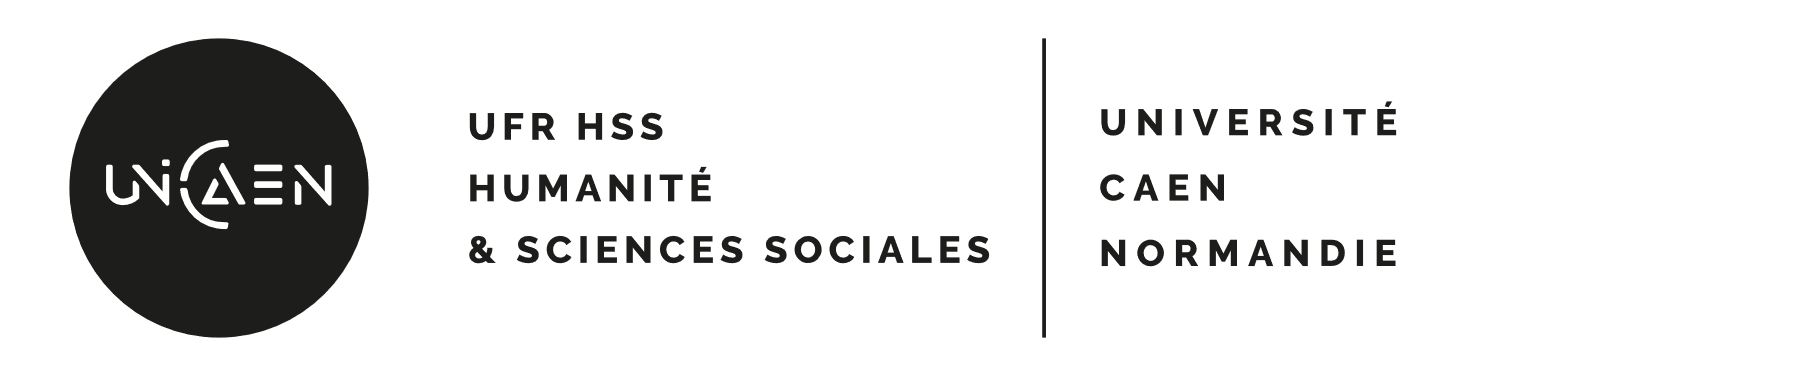 UNICAEN
UFR HSS
HUMANITÉ
& SCIENCES SOCIALES
UNIVERSITÉ
CAEN
NORMANDIE